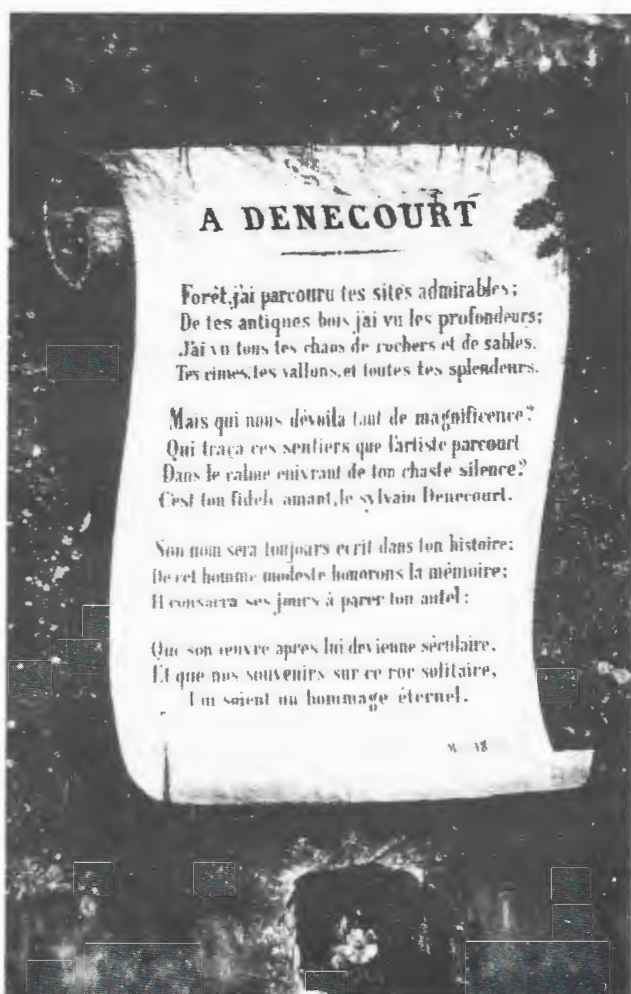 A DENECOURT
Forêt, j'ai parcouru tes sites admirables;
De tes antiques bois j'ai vu les profondeurs;
J'ai vu tous tes chaos de rochers et de sables,
Tes cimes, tes vallons, et toutes tes splendeurs.
Mais qui nous dévoila tant de magnificence?
Qui traça ces sentiers que l'artiste parcourt
Dans le calme enivrant de ton chaste silence?
C'est ton fidèle amant, le sylvain Denecourt.
Son nom sera toujours écrit dans ton histoire;
De cet homme modeste honorons la mémoire;
Il consacra ses jours à parer ton autel:
Que son œuvre après lui devienne séculaire,
Et que nos souvenirs sur ce roc solitaire,
Lui soient un hommage éternel.